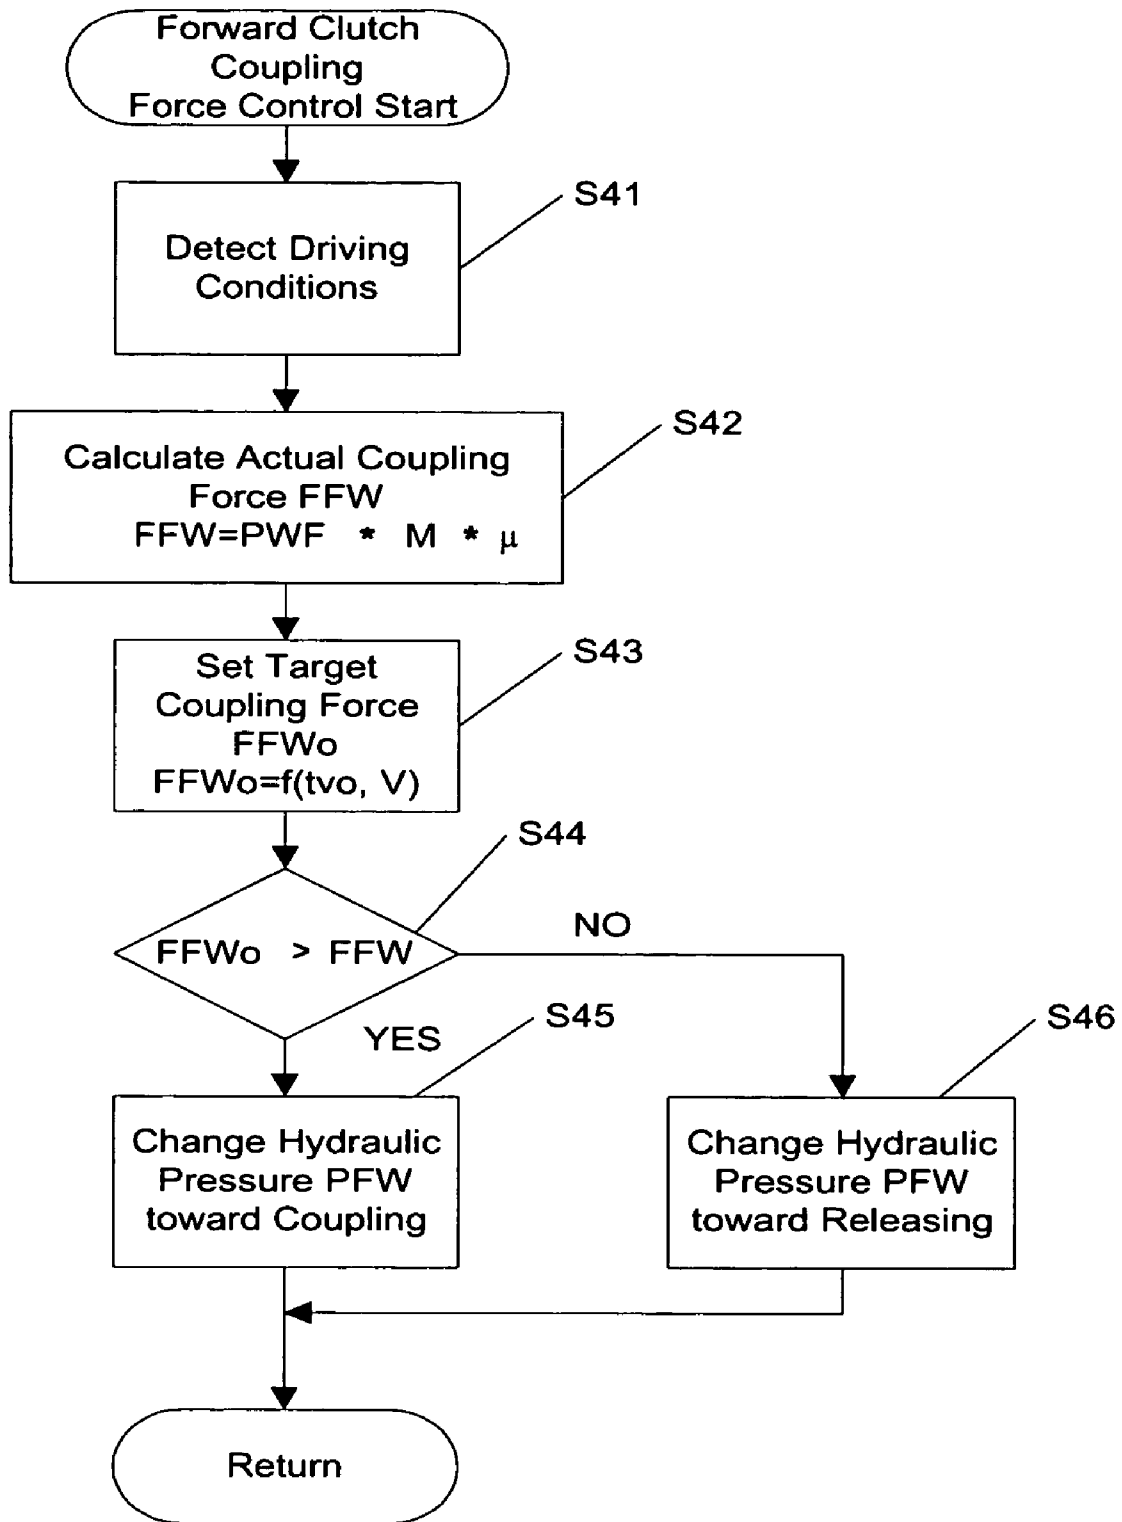 Forward Clutch
Coupling
Force Control Start
S41
Detect Driving
Conditions
S42
Calculate Actual Coupling
Force FFW
FFW=PWF * M * μ
S43
Set Target
Coupling Force
FFWo
FFWo=f(tvo, V)
S44
FFWo > FFW
NO
YES
S45
S46
Change Hydraulic
Pressure PFW
toward Coupling
Change Hydraulic
Pressure PFW
toward Releasing
Return